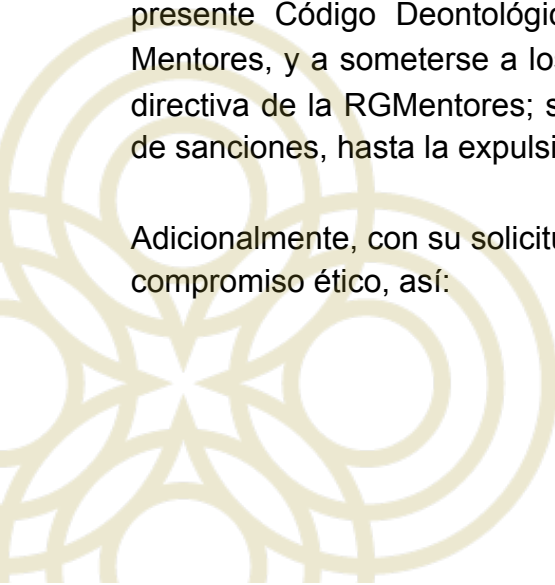 presente Código
Mentores, y a someterse a
directiva de la RGMentores;
de sanciones, hasta la
Adicionalmente, con su
compromiso ético, así: